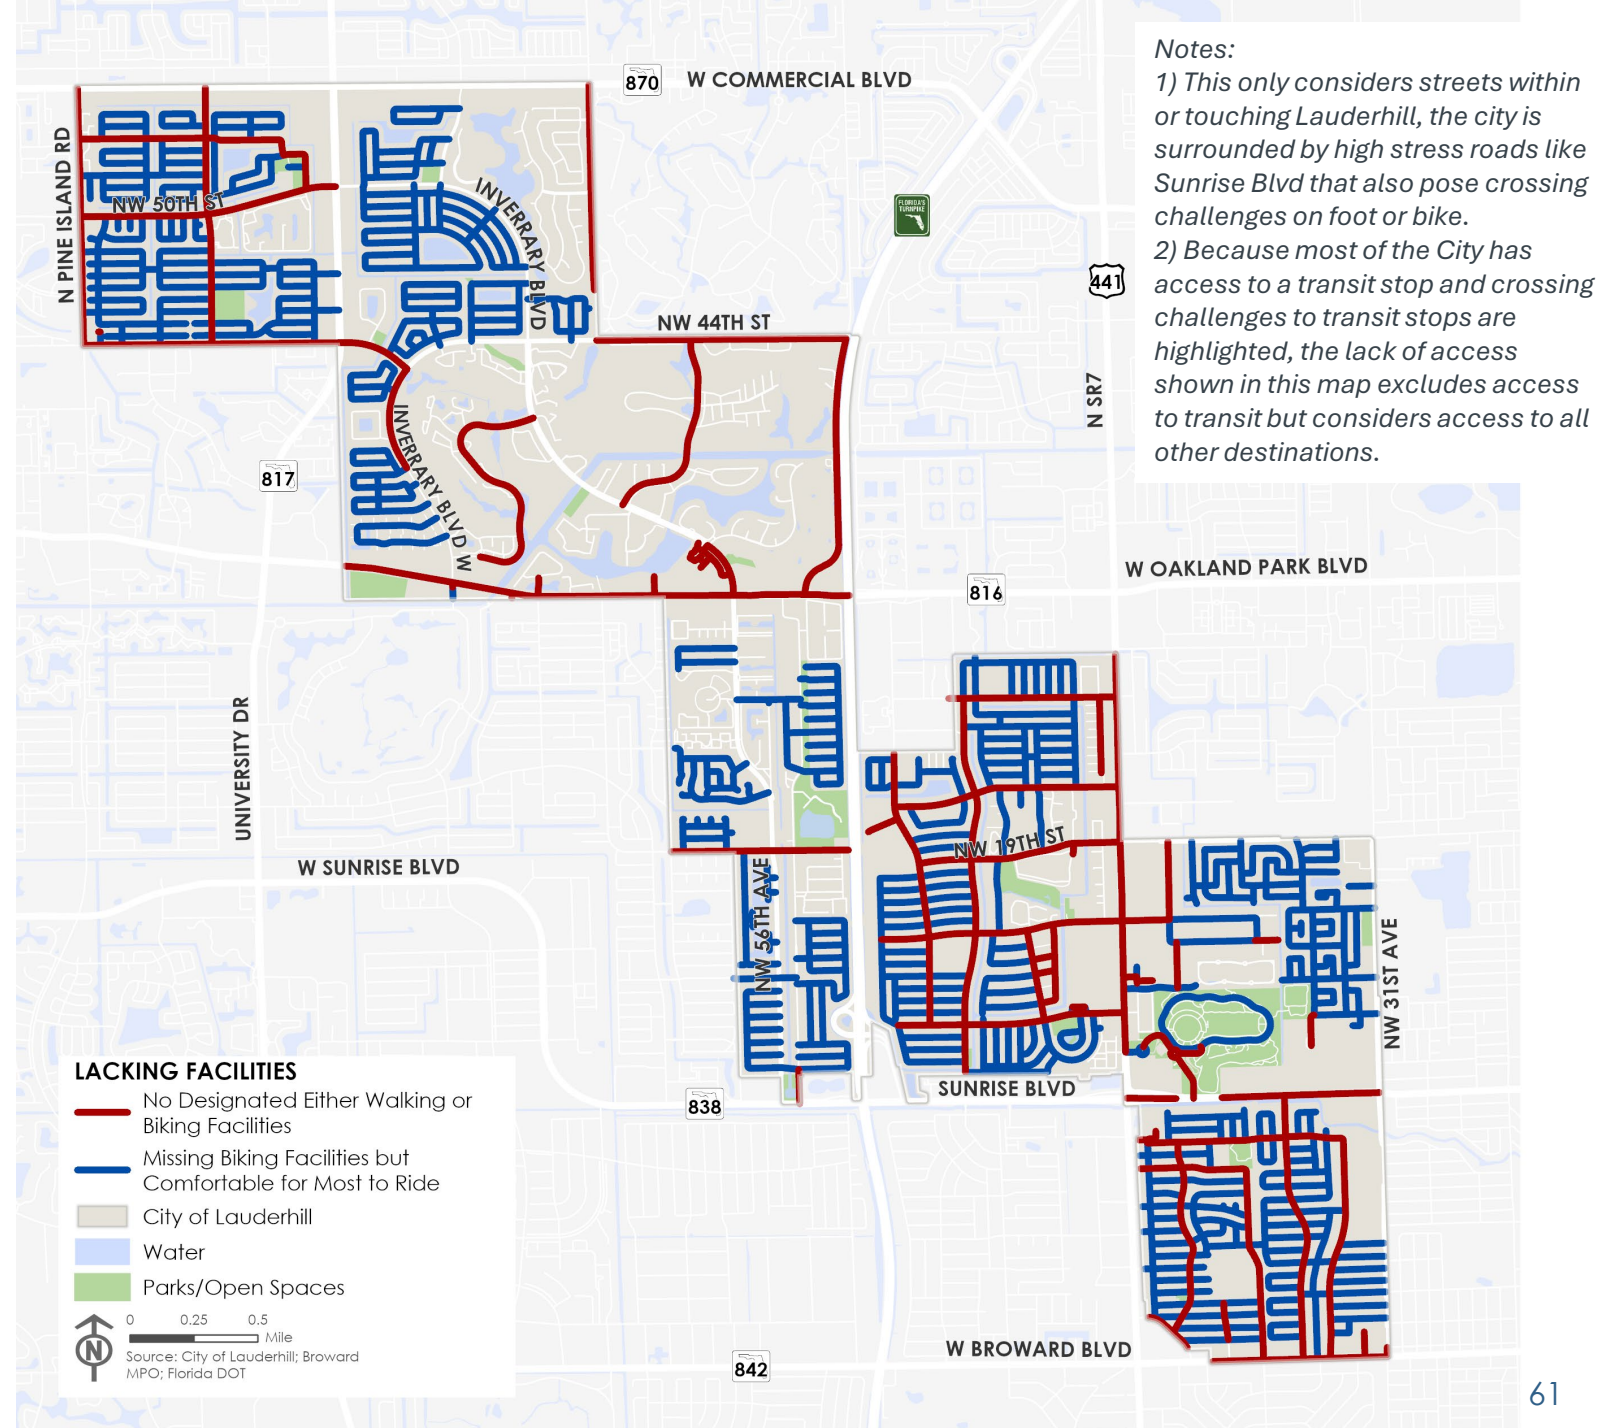 Notes:
1) This only considers streets within
or touching Lauderhill, the city is
surrounded by high stress roads like
Sunrise Blvd that also pose crossing
challenges on foot or bike.
2) Because most of the City has
access to a transit stop and crossing
challenges to transit stops are
highlighted, the lack of access
shown in this map excludes access
to transit but considers access to all
other destinations.
870
W COMMERCIAL BLVD
N PINE ISLAND RD
NW 50TH ST
INVERRARY BLVD
FLORIDA'S
TURNPIKE
441
NW 44TH ST
N SR7
INVERRARY BLVD W
817
W OAKLAND PARK BLVD
816
UNIVERSITY DR
NW 19TH ST
W SUNRISE BLVD
NW 56TH AVE
NW 31ST AVE
SUNRISE BLVD
838
W BROWARD BLVD
842
LACKING FACILITIES
No Designated Either Walking or
Biking Facilities
Missing Biking Facilities but
Comfortable for Most to Ride
City of Lauderhill
Water
Parks/Open Spaces
N
0 0.25 0.5
Mile
Source: City of Lauderhill; Broward
MPO; Florida DOT
61